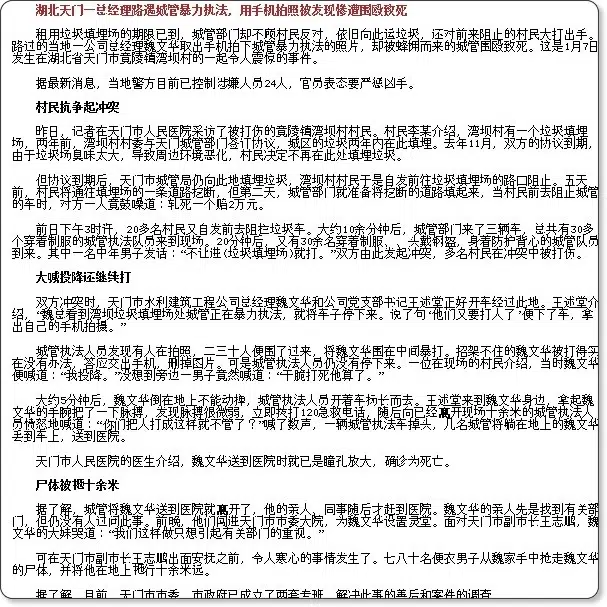 湖北天门一总经理路遇城管暴力执法，用手机拍照被发现惨遭围殴致死
租用垃圾填埋场的期限已到，城管部门却不顾村民反对，依旧向此运垃圾，还对前来阻止的村民大打出手。
路过的当地一公司总经理魏文华取出手机拍下城管暴力执法的照片，却被蜂拥而来的城管围殴致死。这是1月7日
发生在湖北省天门市竟陵镇湾坝村的一起令人震惊的事件。
据最新消息，当地警方目前已控制涉嫌人员24人，官员表态要严惩凶手。
村民抗争起冲突
昨日，记者在天门市人民医院采访了被打伤的竟陵镇湾坝村村民。村民李某介绍，湾坝村有一个垃圾填埋
场，两年前，湾坝村村委与天门城管部门签订协议，城区的垃圾两年内在此填埋。去年11月，双方的协议到期，
由于垃圾场臭味太大，导致周边环境恶化，村民决定不再在此处填埋垃圾。
但协议到期后，天门市城管局仍向此地填埋垃圾，湾坝村村民于是自发前往垃圾填埋场的路口阻止。五天
前，村民将通往填埋场的一条道路挖断，但第二天，城管部门就准备将挖断的道路填起来，当村民前去阻止城管
的车时，对方一人竟鼓噪道：轧死一个赔2万元。
前日下午3时许，20多名村民又自发前去阻拦垃圾车。大约10余分钟后，城管部门来了三辆车，总共有30多
个穿着制服的城管执法队员来到现场。20分钟后，又有30余名穿着制服、、头戴钢盔，身着防护背心的城管队员
到来。其中一名中年男子发话：“不让进(垃圾填埋场)就打。”双方由此发起冲突，多名村民在冲突中被打伤。
大喊投降还继续打
双方冲突时，天门市水利建筑工程公司总经理魏文华和公司党支部书记王述堂正好开车经过此地。王述堂介
绍，“魏总看到湾坝垃圾填埋场处城管正在暴力执法，就将车子停下来。说了句‘他们又要打人了’便下了车，拿
出自己的手机拍摄。”
城管执法人员发现有人在拍照，二三十人便围了过来，将魏文华围在中间暴打。招架不住的魏文华被打得实
在没有办法，答应交出手机，删掉图片。可是城管执法人员仍没有停下来。一位在现场的村民介绍，当时魏文华
便喊道：“我投降。”没想到旁边一男子竟然喊道：“干脆打死他算了。”
大约5分钟后，魏文华倒在地上不能动弹，城管执法人员开着车扬长而去。王述堂来到魏文华身边，拿起魏
文华的手腕把了一下脉搏，发现脉搏很微弱，立即拨打120急救电话，随后向已经离开现场十余米的城管执法人
员愤怒地喊道：“你们把人打成这样就不管了？”喊了数声，一辆城管执法车掉头，几名城管将躺在地上的魏文华
丢到车上，送到医院。
天门市人民医院的医生介绍，魏文华送到医院时就已是瞳孔放大，确诊为死亡。
尸体被拖十余米
据了解，城管将魏文华送到医院就离开了，他的亲人、同事随后才赶到医院。魏文华的亲人先是找到有关部
门，但仍没有人过问此事。前晚，他们闯进天门市市委大院，为魏文华设置灵堂。面对天门市副市长王志鹏，魏
文华的大妹哭道：“我们这样做只想引起有关部门的重视。”
可在天门市副市长王志鹏出面安抚之前，令人寒心的事情发生了。七八十名便衣男子从魏家手中抢走魏文华
的尸体，并将他在地上拖行十余米远。
据了解，目前，天门市市委、市政府已成立了两套专班，解决此事的善后和案件的调查